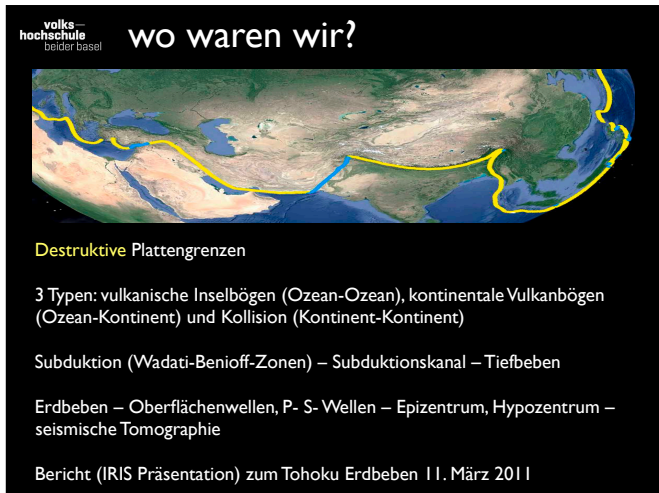 volks—
hochschule
beider basel
wo waren wir?
Destruktive Plattengrenzen
3 Typen: vulkanische Inselbögen (Ozean-Ozean), kontinentale Vulkanbögen
(Ozean-Kontinent) und Kollision (Kontinent-Kontinent)
Subduktion (Wadati-Benioff-Zonen) – Subduktionskanal – Tiefbeben
Erdbeben – Oberflächenwellen, P- S- Wellen – Epizentrum, Hypozentrum –
seismische Tomographie
Bericht (IRIS Präsentation) zum Tohoku Erdbeben 11. März 2011